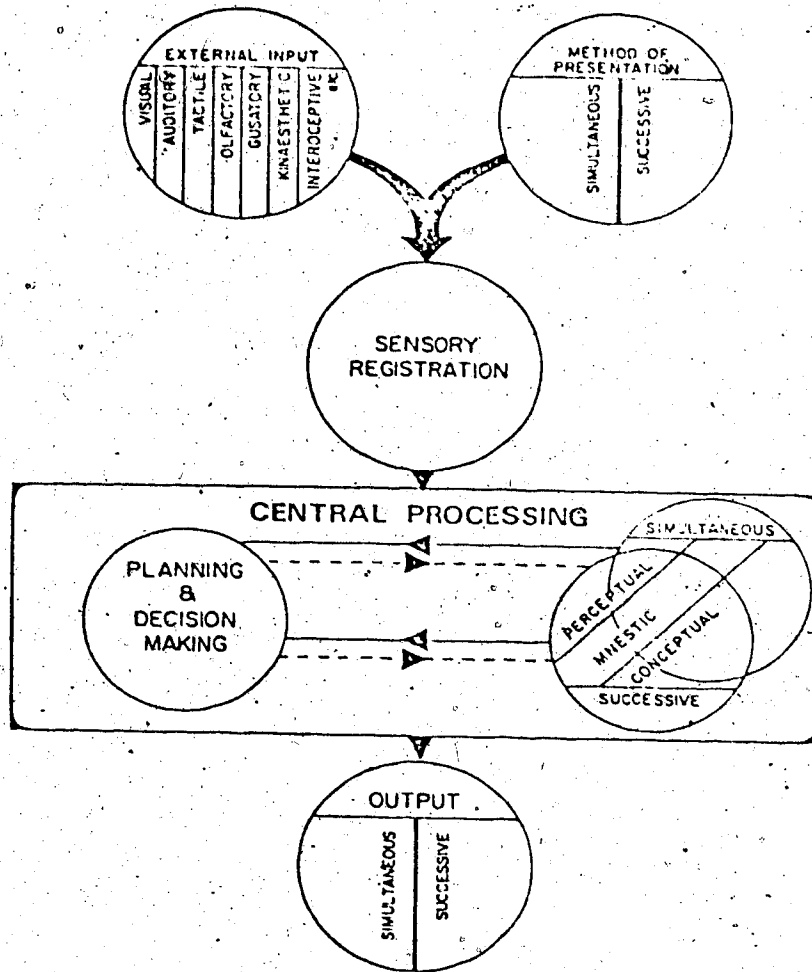 EXTERNAL INPUT
VISUAL
AUDITORY
TACTILE
OLFACTORY
GUSATORY
KINAESTHETIC
INTEROCEPTIVE
etc
METHOD OF
PRESENTATION
SIMULTANEOUS
SUCCESSIVE
SENSORY
REGISTRATION
CENTRAL PROCESSING
PLANNING
&
DECISION
MAKING
SIMULTANEOUS
PERCEPTUAL
MNESTIC
CONCEPTUAL
SUCCESSIVE
OUTPUT
SIMULTANEOUS
SUCCESSIVE